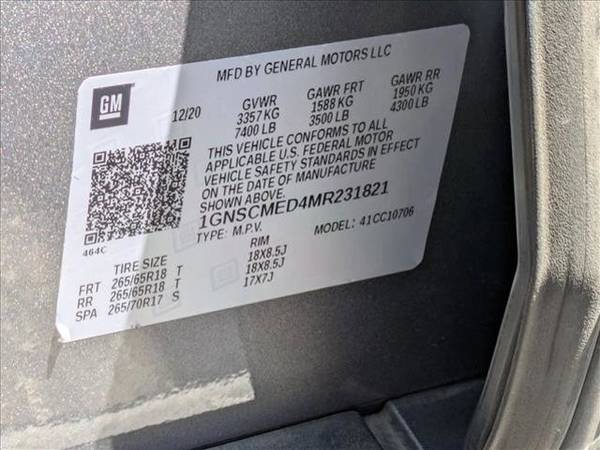 MFD BY GENERAL MOTORS LLC
GM
12/20
GVWR GAWR FRT GAWR RR
3357 KG 1588 KG 1950 KG
7400 LB 3500 LB 4300 LB
THIS VEHICLE CONFORMS TO ALL
APPLICABLE U.S. FEDERAL MOTOR
VEHICLE SAFETY STANDARDS IN EFFECT
ON THE DATE OF MANUFACTURE
SHOWN ABOVE.
1GNSCMED4MR231821
TYPE: M.P.V. MODEL: 41CC10706
464C
TIRE SIZE RIM
FRT 265/65R18 T 18X8.5J
RR 265/65R18 T 18X8.5J
SPA 265/70R17 S 17X7J